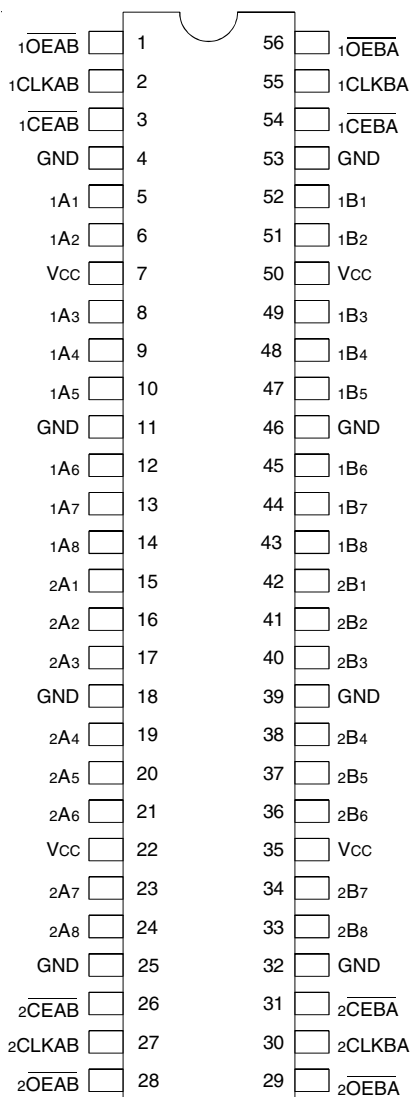 1OEAB 1 56 1OEBA
1CLKAB 2 55 1CLKBA
1CEAB 3 54 1CEBA
GND 4 53 GND
1A1 5 52 1B1
1A2 6 51 1B2
VCC 7 50 VCC
1A3 8 49 1B3
1A4 9 48 1B4
1A5 10 47 1B5
GND 11 46 GND
1A6 12 45 1B6
1A7 13 44 1B7
1A8 14 43 1B8
2A1 15 42 2B1
2A2 16 41 2B2
2A3 17 40 2B3
GND 18 39 GND
2A4 19 38 2B4
2A5 20 37 2B5
2A6 21 36 2B6
VCC 22 35 VCC
2A7 23 34 2B7
2A8 24 33 2B8
GND 25 32 GND
2CEAB 26 31 2CEBA
2CLKAB 27 30 2CLKBA
2OEAB 28 29 2OEBA